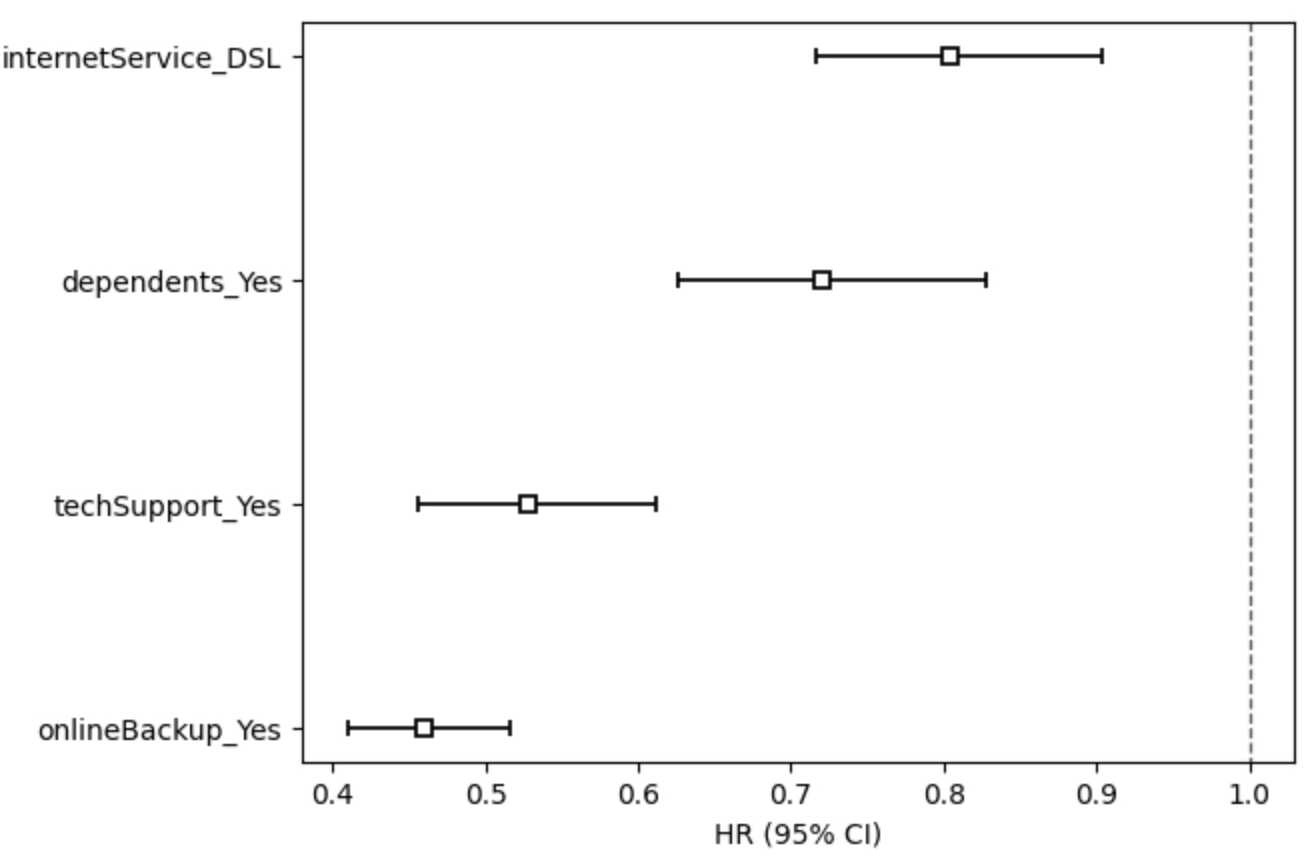 internetService_DSL
dependents_Yes
techSupport_Yes
onlineBackup_Yes
0.4 0.5 0.6 0.7 0.8 0.9 1.0
HR (95% CI)